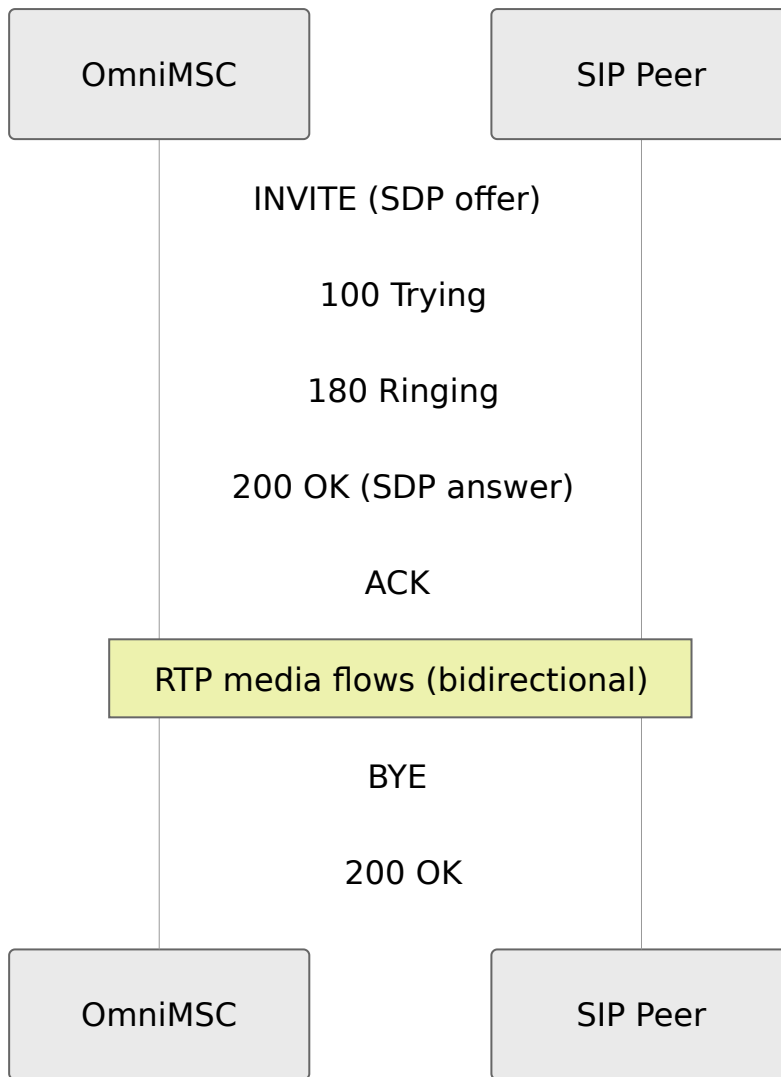 OmniMSC
SIP Peer
INVITE (SDP offer)
100 Trying
180 Ringing
200 OK (SDP answer)
ACK
RTP media flows (bidirectional)
BYE
200 OK
OmniMSC
SIP Peer